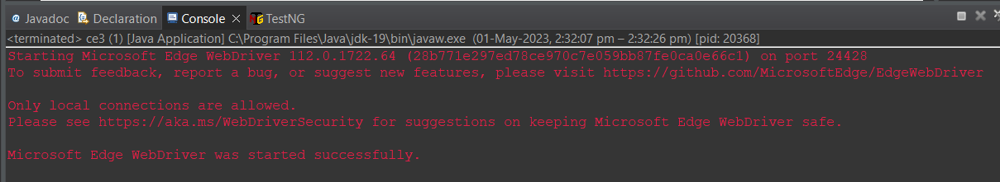 @ Javadoc Declaration Console × TestNG
<terminated> ce3 (1) [Java Application] C:\Program Files\Java\jdk-19\bin\javaw.exe (01-May-2023, 2:32:07 pm – 2:32:26 pm) [pid: 20368]
Starting Microsoft Edge WebDriver 112.0.1722.64 (28b771e297ed78ce970c7e059bb87fe0ca0e66c1) on port 24428
To submit feedback, report a bug, or suggest new features, please visit https://github.com/MicrosoftEdge/EdgeWebDriver
Only local connections are allowed.
Please see https://aka.ms/WebDriverSecurity for suggestions on keeping Microsoft Edge WebDriver safe.
Microsoft Edge WebDriver was started successfully.